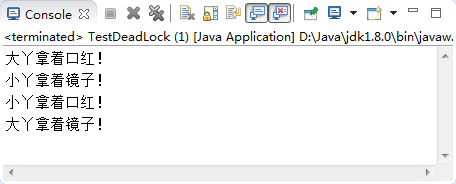 Console
<terminated> TestDeadLock (1) [Java Application] D:\Java\jdk1.8.0\bin\javaw.
大丫拿着口红!
小丫拿着镜子!
小丫拿着口红!
大丫拿着镜子!